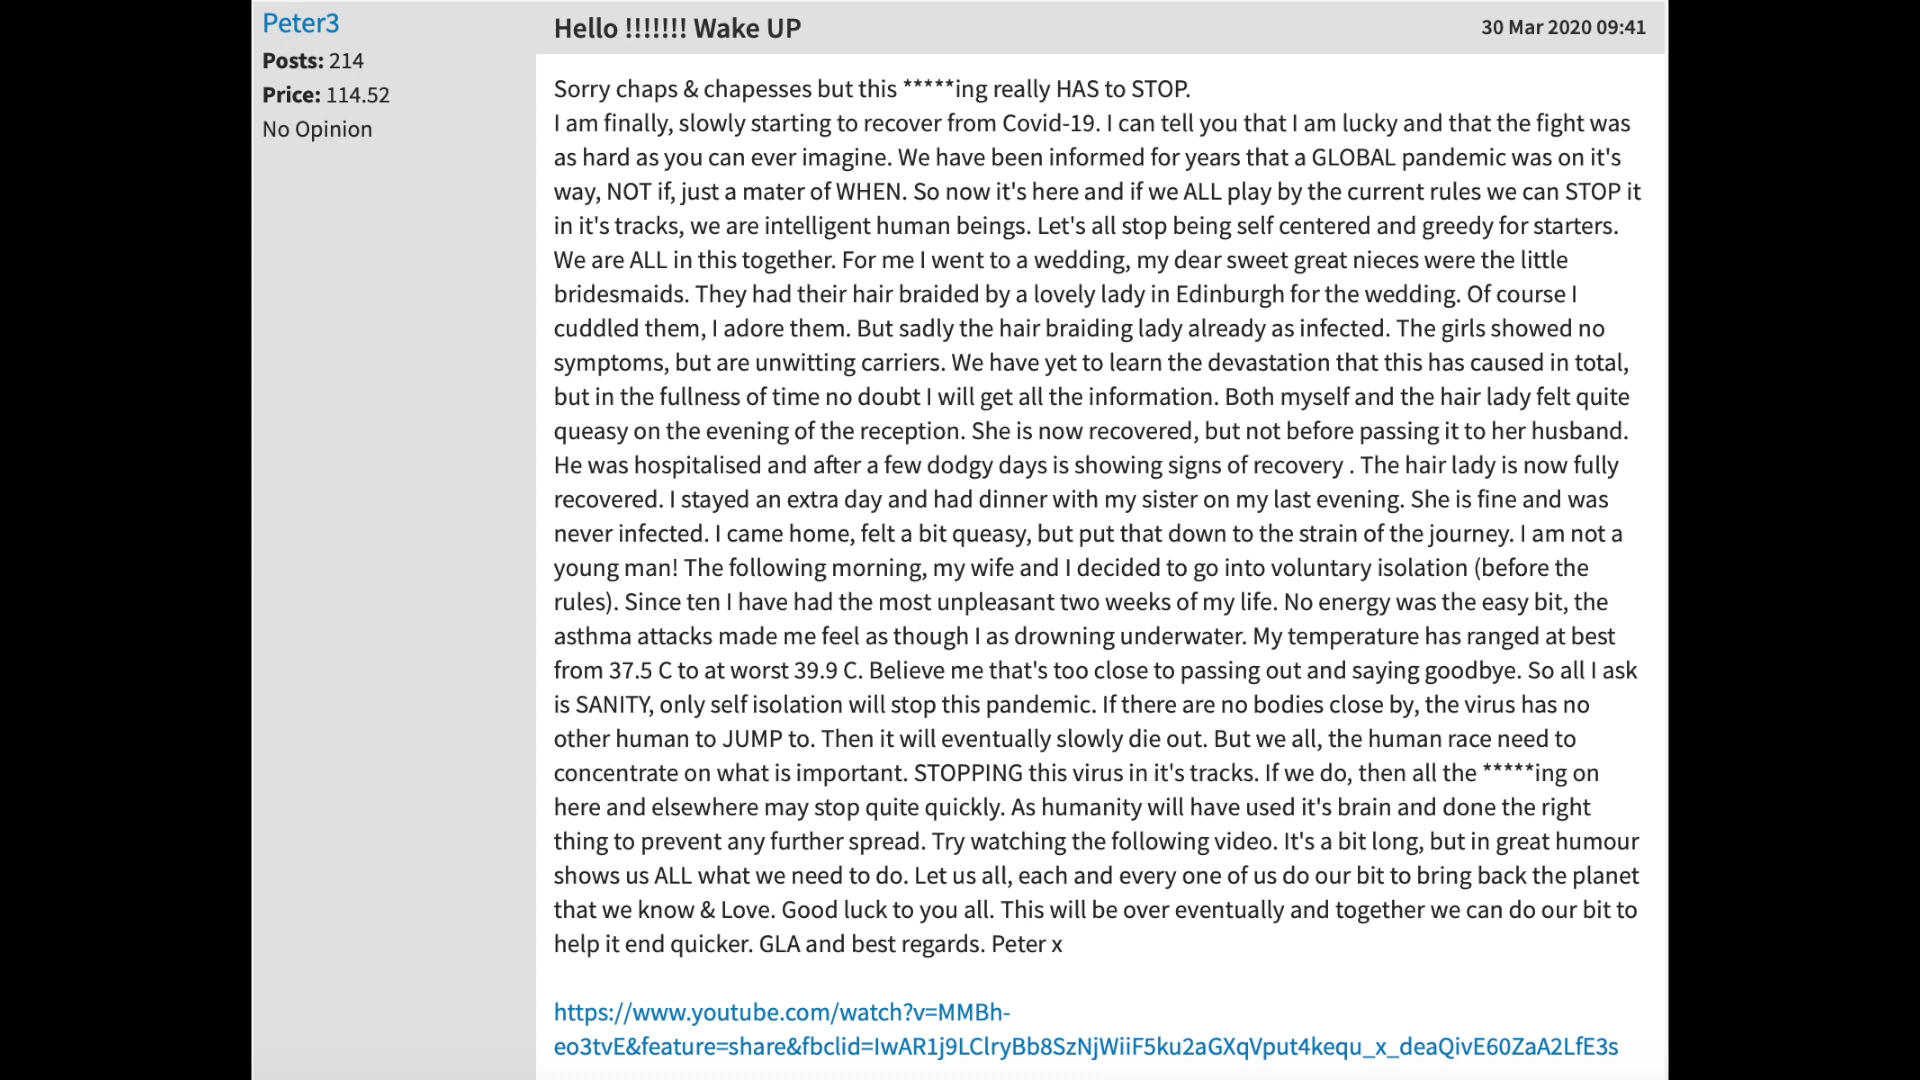 Peter3
Posts: 214
Price: 114.52
No Opinion
Hello !!!!!!! Wake UP
30 Mar 2020 09:41
Sorry chaps & chapesses but this *****ing really HAS to STOP.
I am finally, slowly starting to recover from Covid-19. I can tell you that I am lucky and that the fight was
as hard as you can ever imagine. We have been informed for years that a GLOBAL pandemic was on it's
way, NOT if, just a mater of WHEN. So now it's here and if we ALL play by the current rules we can STOP it
in it's tracks, we are intelligent human beings. Let's all stop being self centered and greedy for starters.
We are ALL in this together. For me I went to a wedding, my dear sweet great nieces were the little
bridesmaids. They had their hair braided by a lovely lady in Edinburgh for the wedding. Of course I
cuddled them, I adore them. But sadly the hair braiding lady already as infected. The girls showed no
symptoms, but are unwitting carriers. We have yet to learn the devastation that this has caused in total,
but in the fullness of time no doubt I will get all the information. Both myself and the hair lady felt quite
queasy on the evening of the reception. She is now recovered, but not before passing it to her husband.
He was hospitalised and after a few dodgy days is showing signs of recovery . The hair lady is now fully
recovered. I stayed an extra day and had dinner with my sister on my last evening. She is fine and was
never infected. I came home, felt a bit queasy, but put that down to the strain of the journey. I am not a
young man! The following morning, my wife and I decided to go into voluntary isolation (before the
rules). Since ten I have had the most unpleasant two weeks of my life. No energy was the easy bit, the
asthma attacks made me feel as though I as drowning underwater. My temperature has ranged at best
from 37.5 C to at worst 39.9 C. Believe me that's too close to passing out and saying goodbye. So all I ask
is SANITY, only self isolation will stop this pandemic. If there are no bodies close by, the virus has no
other human to JUMP to. Then it will eventually slowly die out. But we all, the human race need to
concentrate on what is important. STOPPING this virus in it's tracks. If we do, then all the *****ing on
here and elsewhere may stop quite quickly. As humanity will have used it's brain and done the right
thing to prevent any further spread. Try watching the following video. It's a bit long, but in great humour
shows us ALL what we need to do. Let us all, each and every one of us do our bit to bring back the planet
that we know & Love. Good luck to you all. This will be over eventually and together we can do our bit to
help it end quicker. GLA and best regards. Peter x
https://www.youtube.com/watch?v=MMBh-
eo3tvE&feature=share&fbclid=IwAR1j9LClryBb8SzNjWiiF5ku2aGXqVput4kequ_x_deaQivE60ZaA2LfE3s